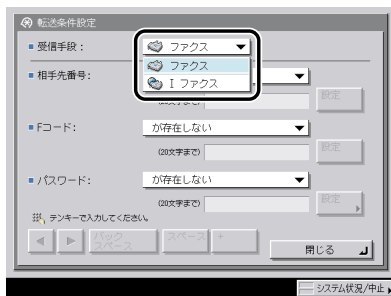 転送条件設定
受信手段：
ファクス
ファクス
I ファクス
相手先番号：
設定
Fコード：
が存在しない
(20文字まで)
設定
パスワード：
が存在しない
(20文字まで)
設定
テンキーで入力してください。
バック
スペース
スペース
+
閉じる
システム状況/中止